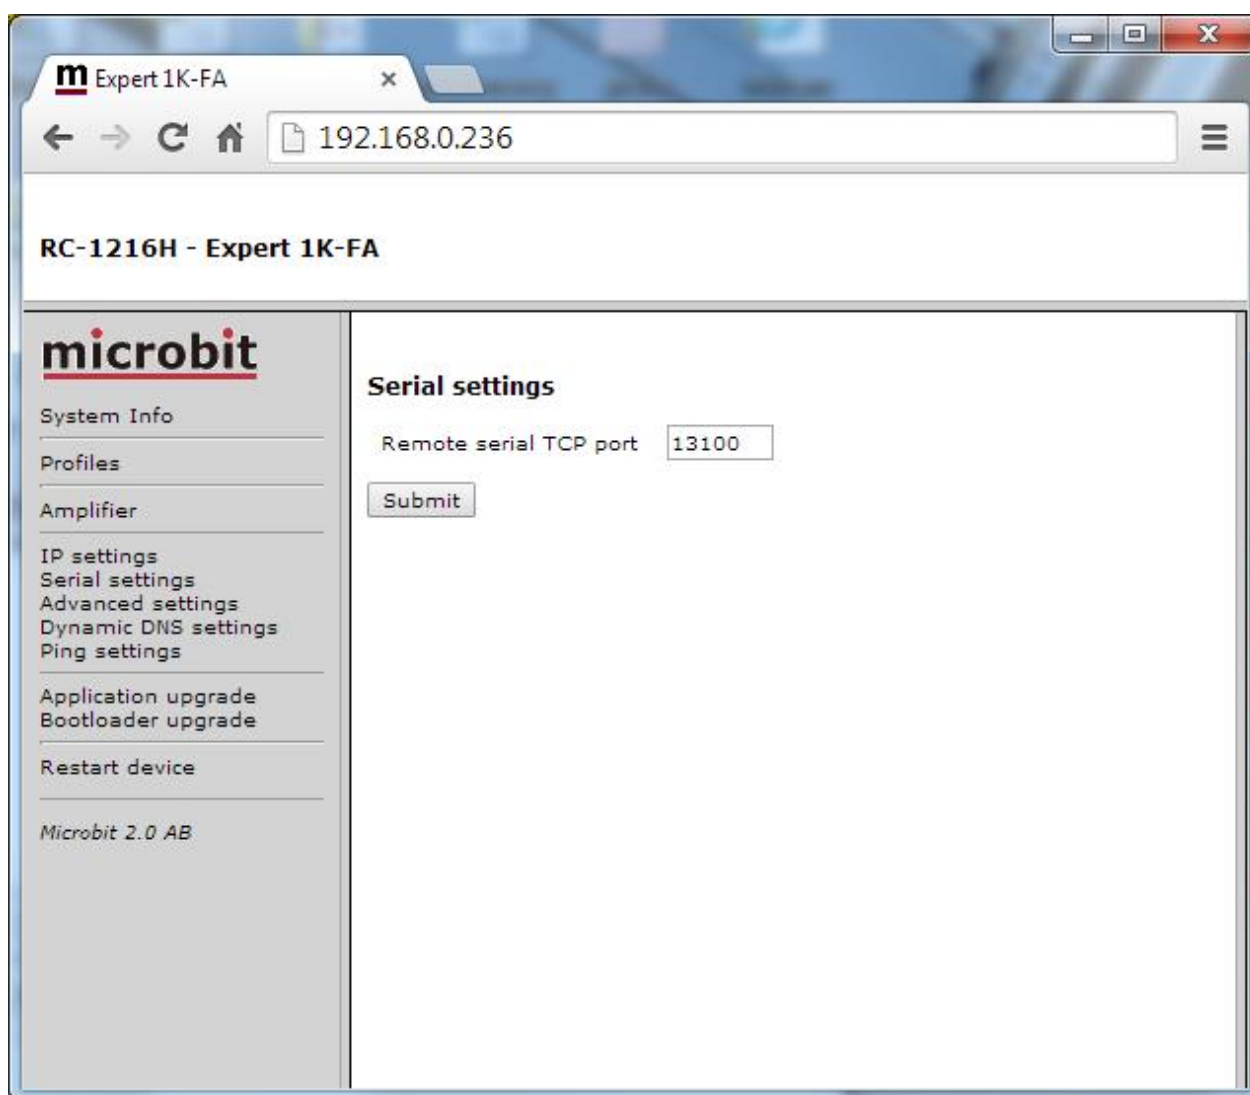 m Expert 1K-FA
192.168.0.236
RC-1216H - Expert 1K-FA
microbit
System Info
Profiles
Amplifier
IP settings
Serial settings
Advanced settings
Dynamic DNS settings
Ping settings
Application upgrade
Bootloader upgrade
Restart device
Microbit 2.0 AB
Serial settings
Remote serial TCP port 13100
Submit